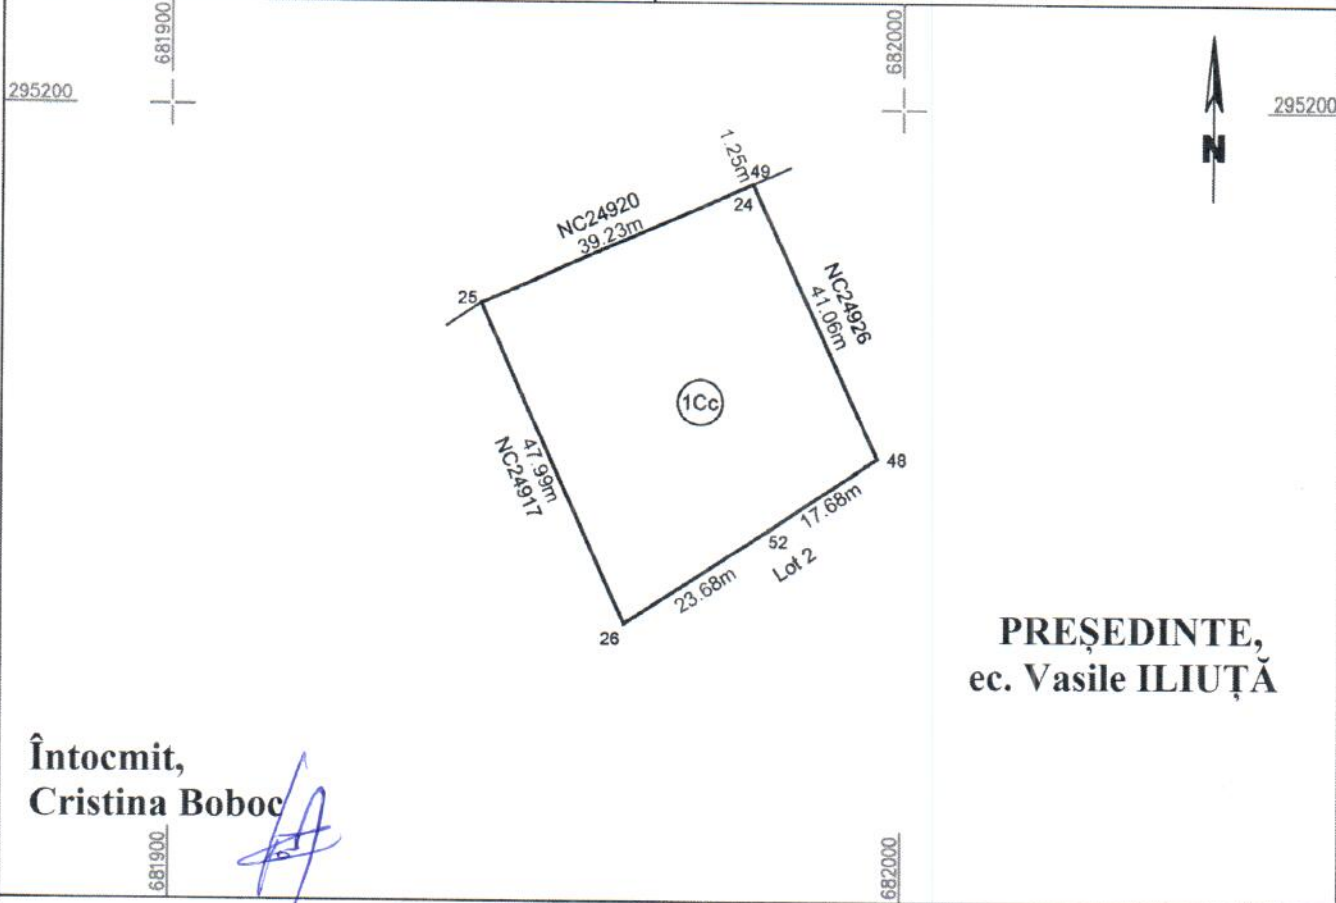 681900
682000
295200
295200
N
1.25m
49
24
NC24920
39.23m
25
NC24926
41.06m
1Cc
47.99m
NC24917
48
17.68m
52
Lot 2
23.68m
26
PREȘEDINTE,
ec. Vasile ILIUȚĂ
Întocmit,
Cristina Boboc
681900
682000